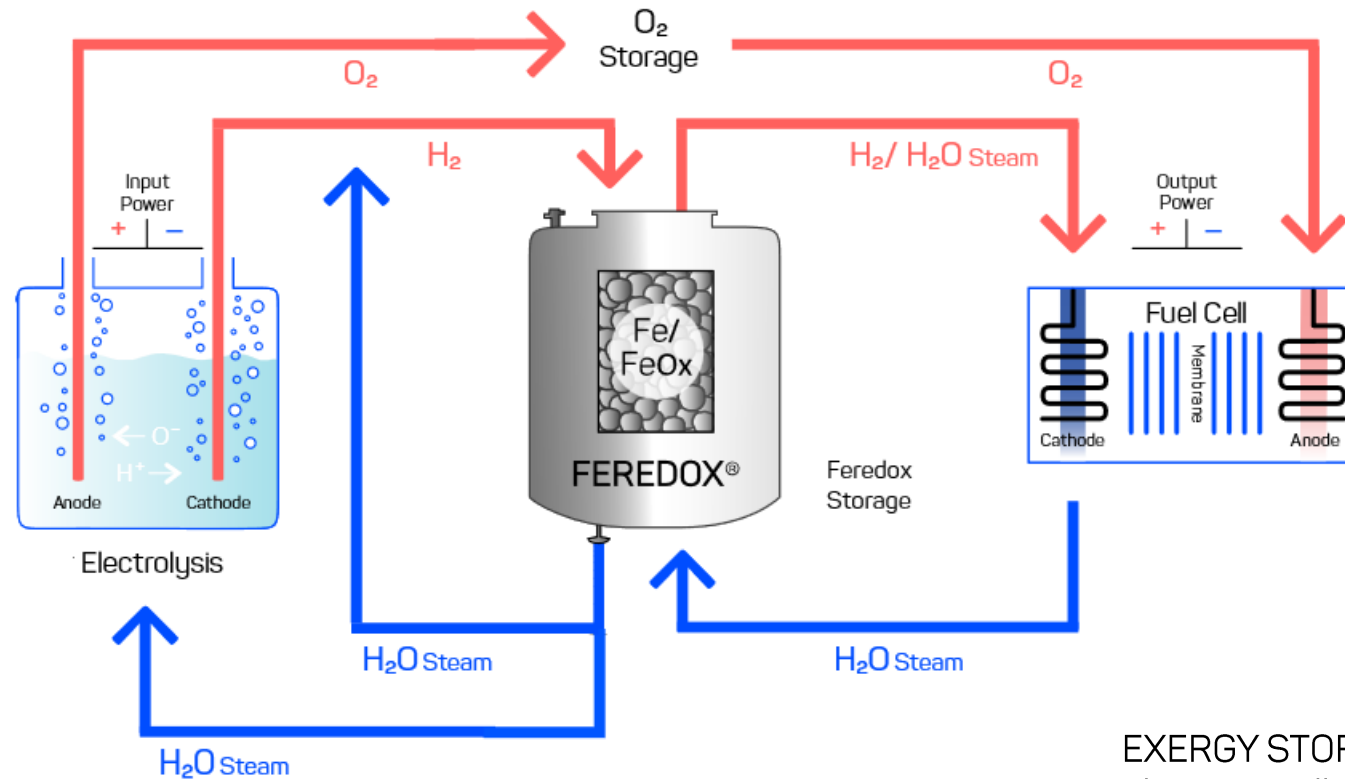 O₂
Storage
O₂
O₂
H₂
H₂/ H₂O Steam
Input
Power
+ −
Output
Power
+ −
Fe/
FeOx
Fuel Cell
Membrane
Cathode
Anode
← O⁻
H⁺ →
Anode
Cathode
FEREDOX®
Feredox
Storage
Electrolysis
H₂O Steam
H₂O Steam
H₂O Steam
EXERGY STOR